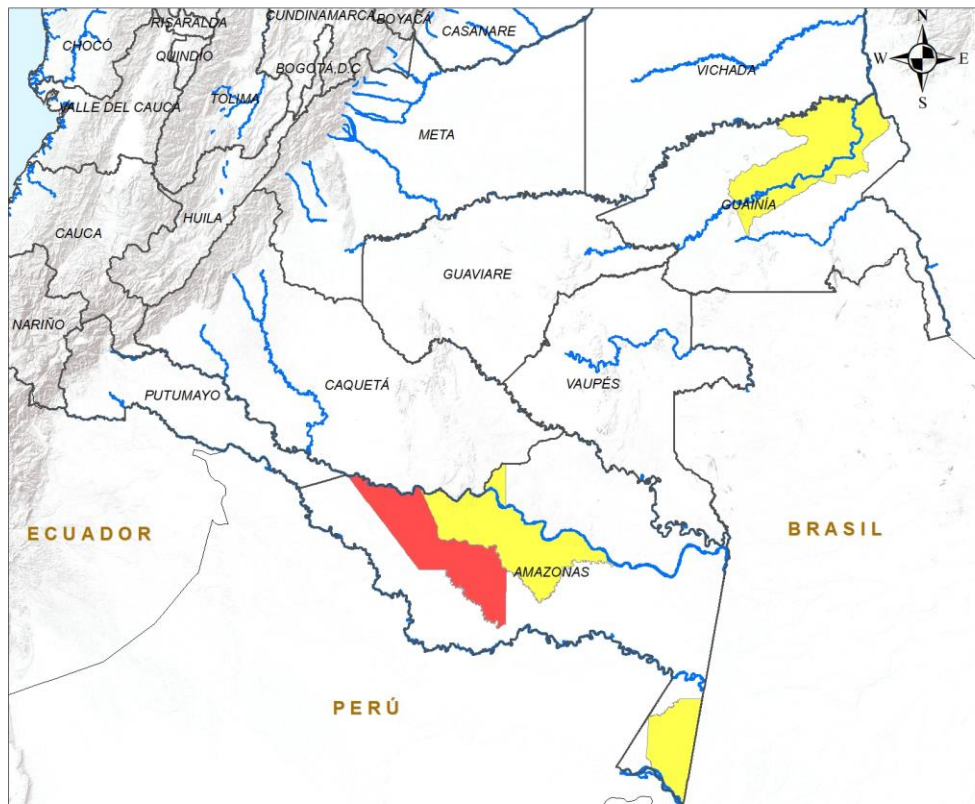 CUNDINAMARCA
BOYACÁ
RISARALDA
CASANARE
N
CHOCÓ
QUINDIO
BOGOTÁ,D.C
W
E
VICHADA
S
TOLIMA
VALLE DEL CAUCA
META
GUAINÍA
HUILA
CAUCA
GUAVIARE
NARIÑO
CAQUETÁ
VAUPÉS
PUTUMAYO
ECUADOR
BRASIL
AMAZONAS
PERÚ